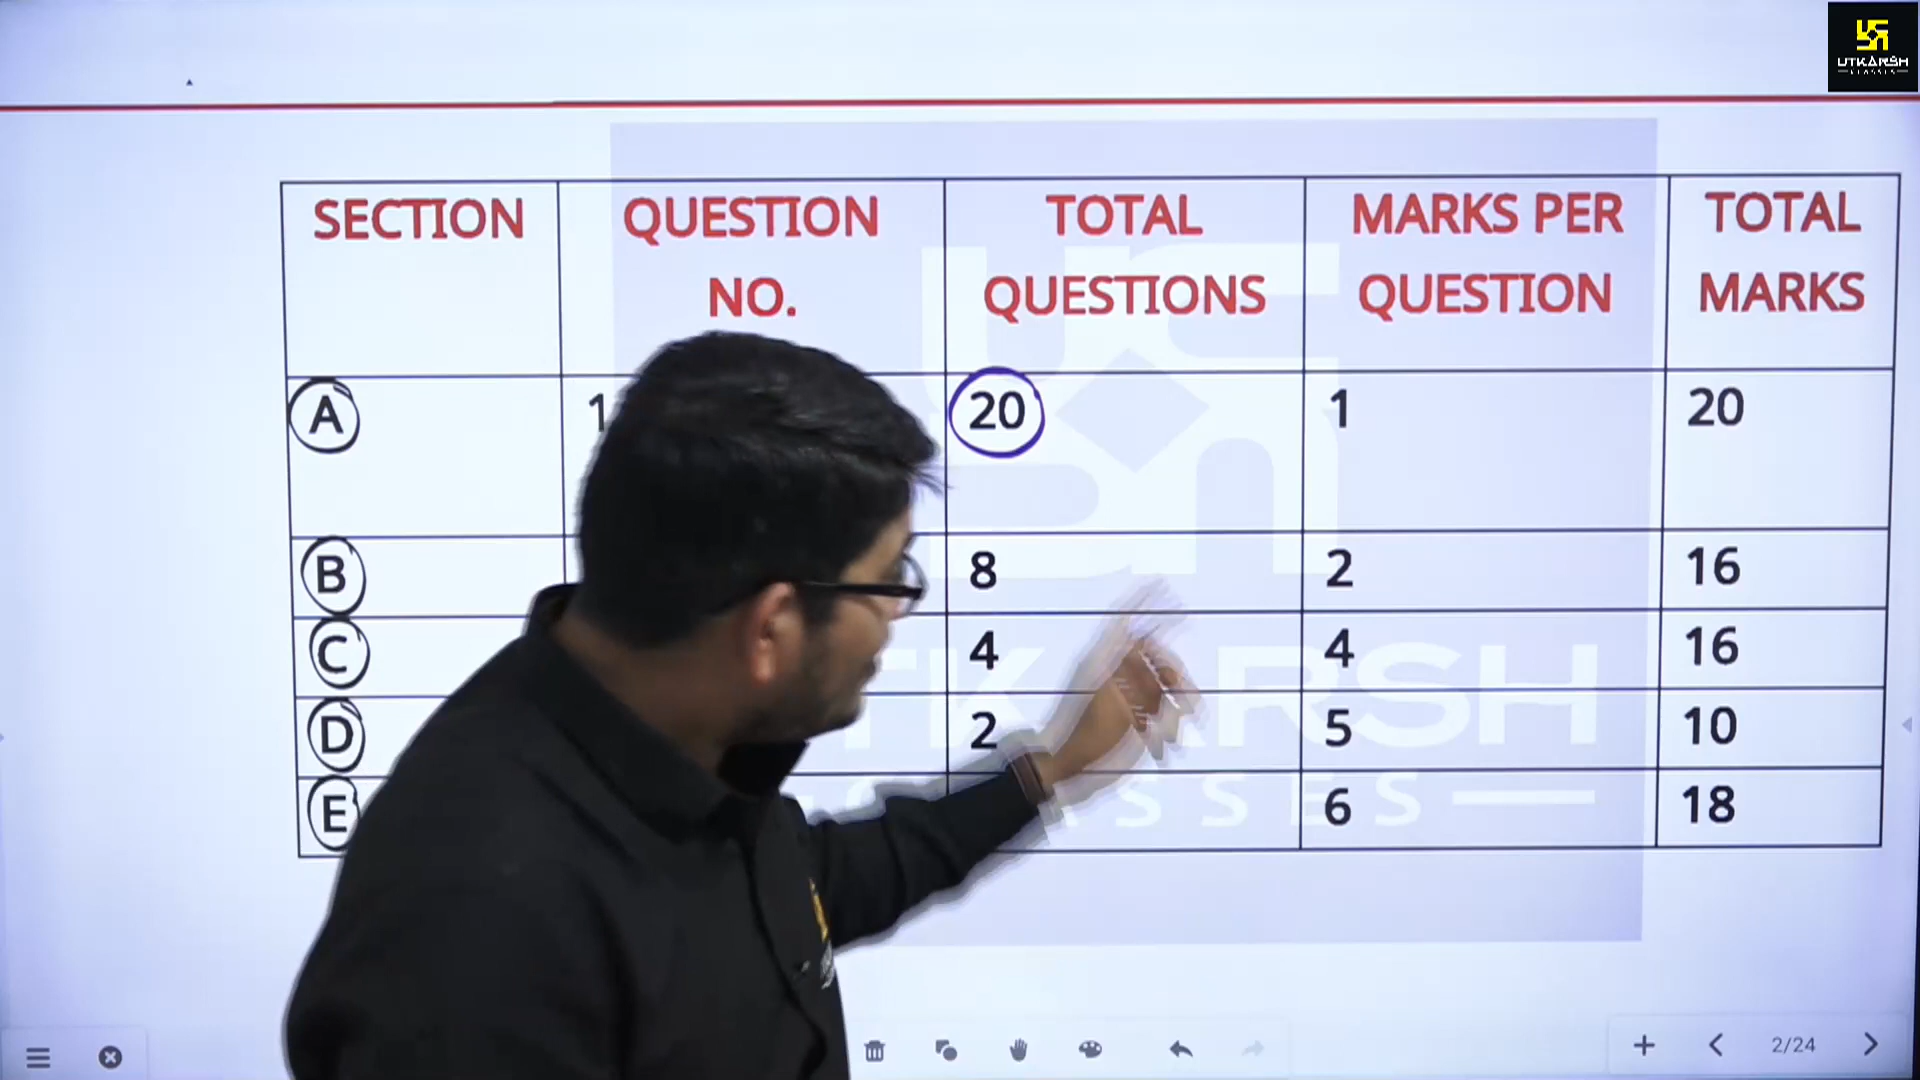 UTKARSH
CLASSES
SECTION QUESTION NO. TOTAL QUESTIONS MARKS PER QUESTION TOTAL MARKS
A 1 20 1 20
B 8 2 16
C 4 4 16
D 2 5 10
E 6 18
2/24